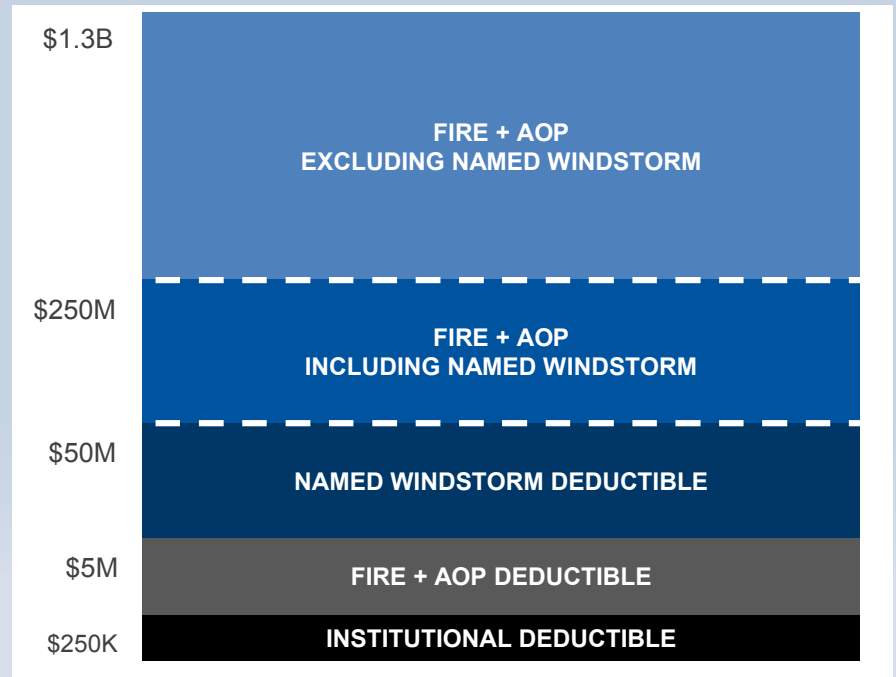 $1.3B
FIRE + AOP
EXCLUDING NAMED WINDSTORM
$250M
FIRE + AOP
INCLUDING NAMED WINDSTORM
$50M
NAMED WINDSTORM DEDUCTIBLE
$5M
FIRE + AOP DEDUCTIBLE
$250K
INSTITUTIONAL DEDUCTIBLE